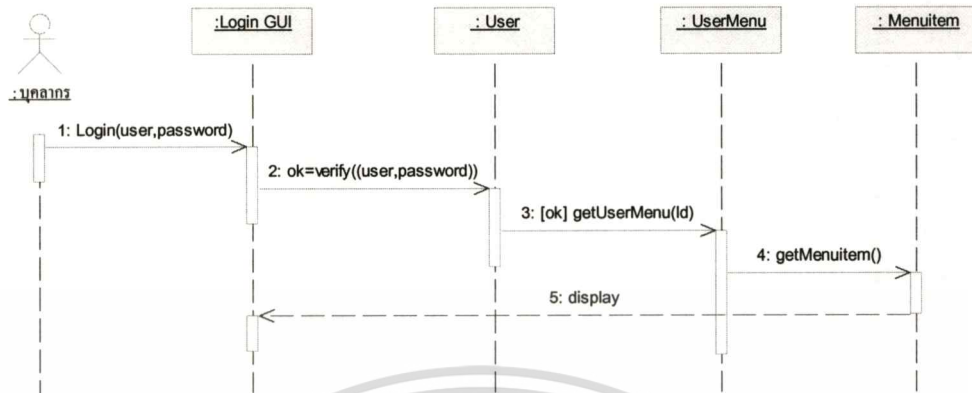 :Login GUI
: User
: UserMenu
: Menuitem
: บุคลากร
1: Login(user,password)
2: ok=verify((user,password))
3: [ok] getUserMenu(Id)
4: getMenuitem()
5: display